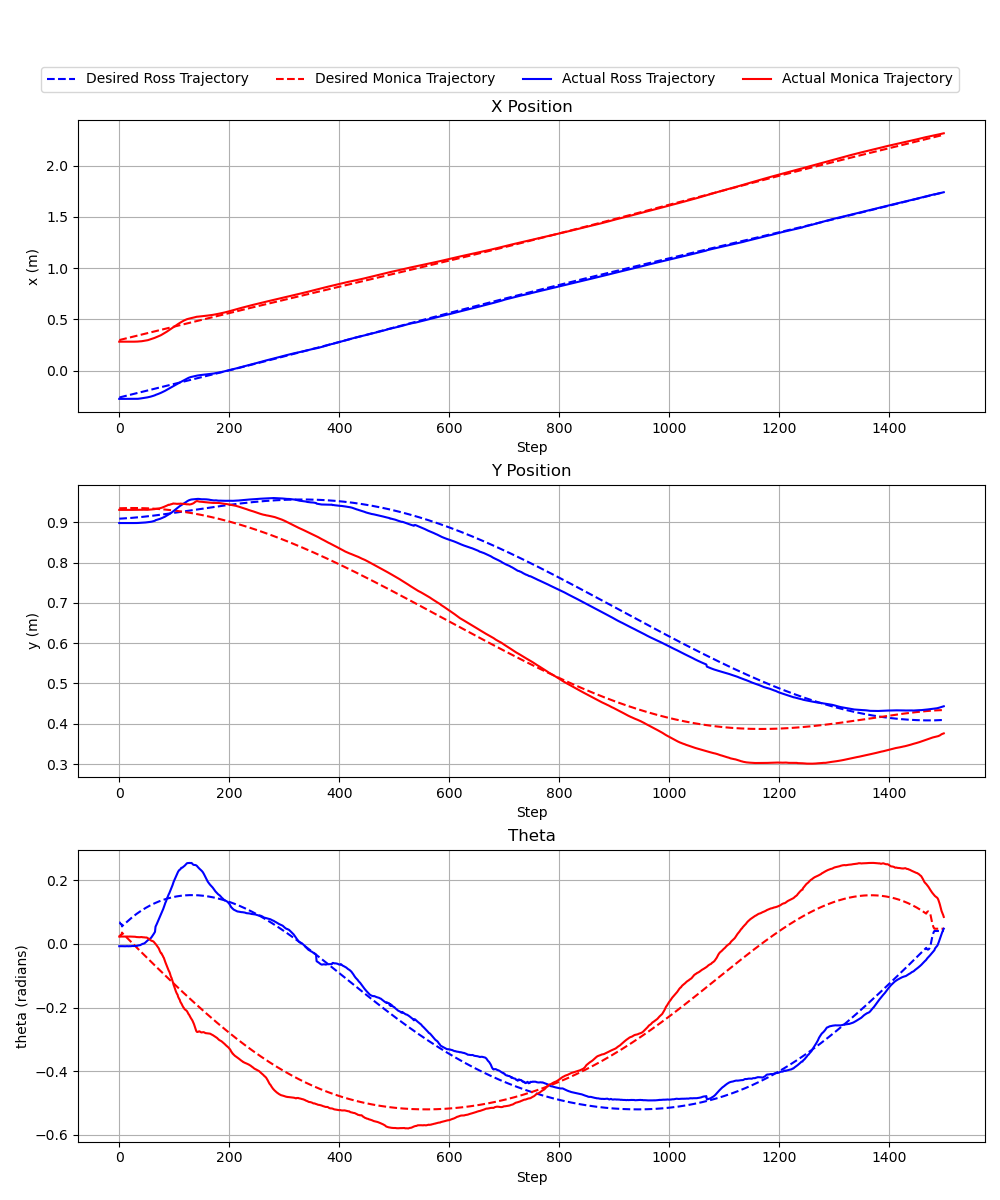 Desired Ross Trajectory Desired Monica Trajectory Actual Ross Trajectory Actual Monica Trajectory
X Position
2.0
1.5
1.0
0.5
0.0
x (m)
0 200 400 600 800 1000 1200 1400
Step
Y Position
0.9
0.8
0.7
0.6
0.5
0.4
0.3
y (m)
0 200 400 600 800 1000 1200 1400
Step
Theta
0.2
0.0
−0.2
−0.4
−0.6
theta (radians)
0 200 400 600 800 1000 1200 1400
Step